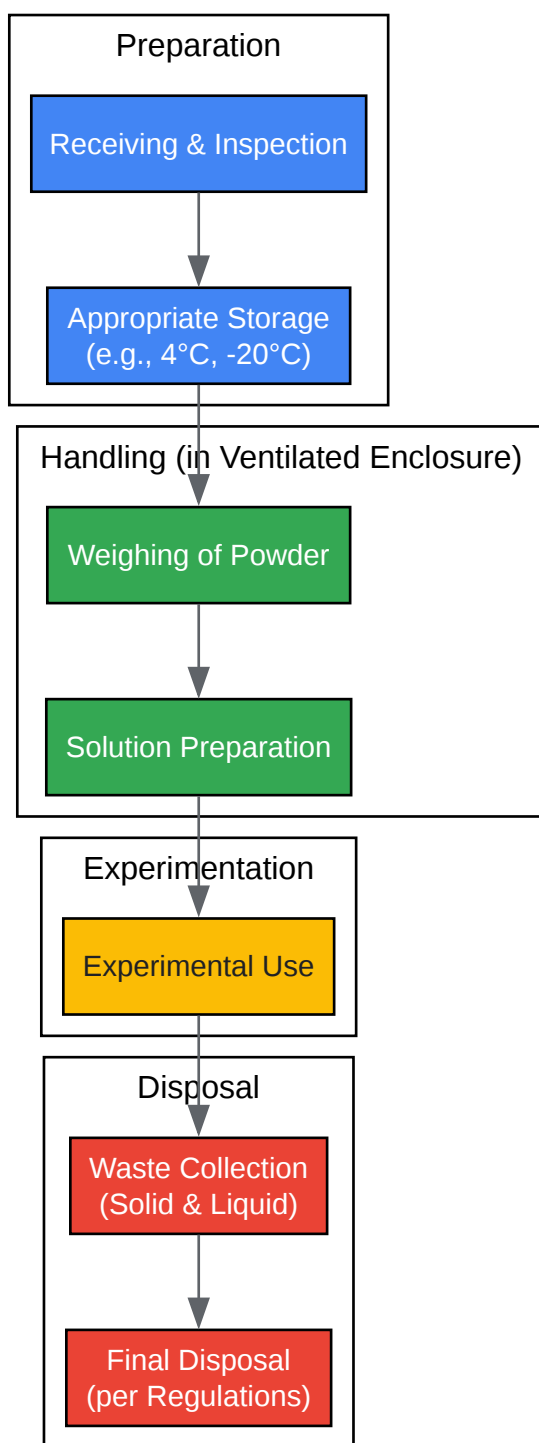 Preparation
Receiving & Inspection
Appropriate Storage
(e.g., 4°C, -20°C)
Handling (in Ventilated Enclosure)
Weighing of Powder
Solution Preparation
Experimentation
Experimental Use
Disposal
Waste Collection
(Solid & Liquid)
Final Disposal
(per Regulations)